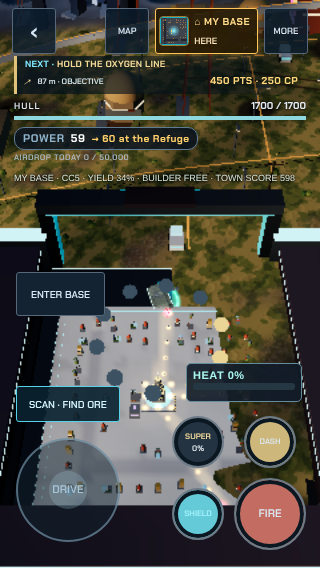 ‹
MAP
⌂ MY BASE
HERE
MORE
NEXT · HOLD THE OXYGEN LINE
↗ 87 m · OBJECTIVE
450 PTS · 250 CP
HULL
1700 / 1700
POWER 59 → 60 at the Refuge
AIRDROP TODAY 0 / 50,000
MY BASE · CC5 · YIELD 34% · BUILDER FREE · TOWN SCORE 598
ENTER BASE
HEAT 0%
SCAN · FIND ORE
SUPER
0%
DASH
DRIVE
SHIELD
FIRE